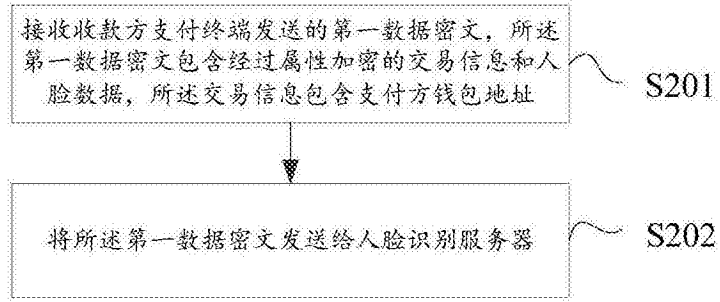 接收收款方支付终端发送的第一数据密文，所述
第一数据密文包含经过属性加密的交易信息和人
脸数据，所述交易信息包含支付方钱包地址
S201
将所述第一数据密文发送给人脸识别服务器
S202